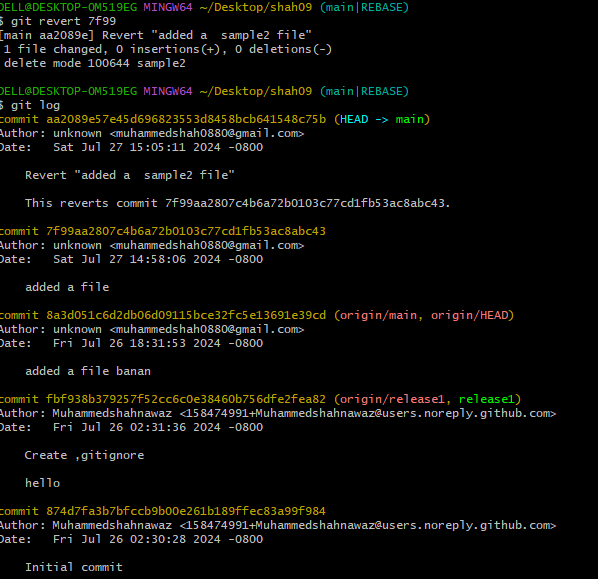 DELL@DESKTOP-OM519EG MINGW64 ~/Desktop/shah09 (main|REBASE)
$ git revert 7f99
[main aa2089e] Revert "added a  sample2 file"
 1 file changed, 0 insertions(+), 0 deletions(-)
 delete mode 100644 sample2
DELL@DESKTOP-OM519EG MINGW64 ~/Desktop/shah09 (main|REBASE)
$ git log
commit aa2089e57e45d696823553d8458bcb641548c75b (HEAD -> main)
Author: unknown <muhammedshah0880@gmail.com>
Date:   Sat Jul 27 15:05:11 2024 -0800
    Revert "added a  sample2 file"
    This reverts commit 7f99aa2807c4b6a72b0103c77cd1fb53ac8abc43.
commit 7f99aa2807c4b6a72b0103c77cd1fb53ac8abc43
Author: unknown <muhammedshah0880@gmail.com>
Date:   Sat Jul 27 14:58:06 2024 -0800
    added a file
commit 8a3d051c6d2db06d09115bce32fc5e13691e39cd (origin/main, origin/HEAD)
Author: unknown <muhammedshah0880@gmail.com>
Date:   Fri Jul 26 18:31:53 2024 -0800
    added a file banan
commit fbf938b379257f52cc6c0e38460b756dfe2fea82 (origin/release1, release1)
Author: Muhammedshahnawaz <158474991+Muhammedshahnawaz@users.noreply.github.com>
Date:   Fri Jul 26 02:31:36 2024 -0800
    Create ,gitignore
    hello
commit 874d7fa3b7bfccb9b00e261b189ffec83a99f984
Author: Muhammedshahnawaz <158474991+Muhammedshahnawaz@users.noreply.github.com>
Date:   Fri Jul 26 02:30:28 2024 -0800
    Initial commit